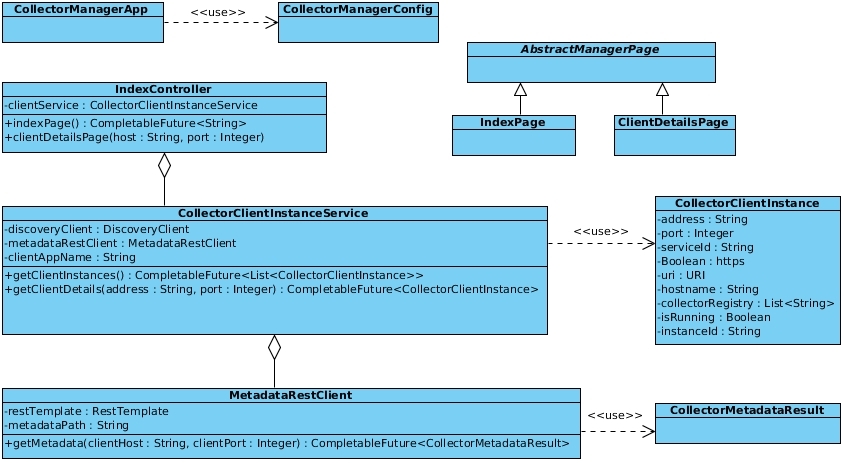 CollectorManagerApp
<<use>>
CollectorManagerConfig
AbstractManagerPage
IndexPage
ClientDetailsPage
IndexController
-clientService : CollectorClientInstanceService
+indexPage() : CompletableFuture<String>
+clientDetailsPage(host : String, port : Integer)
CollectorClientInstanceService
-discoveryClient : DiscoveryClient
-metadataRestClient : MetadataRestClient
-clientAppName : String
+getClientInstances() : CompletableFuture<List<CollectorClientInstance>>
+getClientDetails(address : String, port : Integer) : CompletableFuture<CollectorClientInstance>
<<use>>
CollectorClientInstance
-address : String
-port : Integer
-serviceId : String
-Boolean : https
-uri : URI
-hostname : String
-collectorRegistry : List<String>
-isRunning : Boolean
-instanceId : String
MetadataRestClient
-restTemplate : RestTemplate
-metadataPath : String
+getMetadata(clientHost : String, clientPort : Integer) : CompletableFuture<CollectorMetadataResult>
<<use>>
CollectorMetadataResult